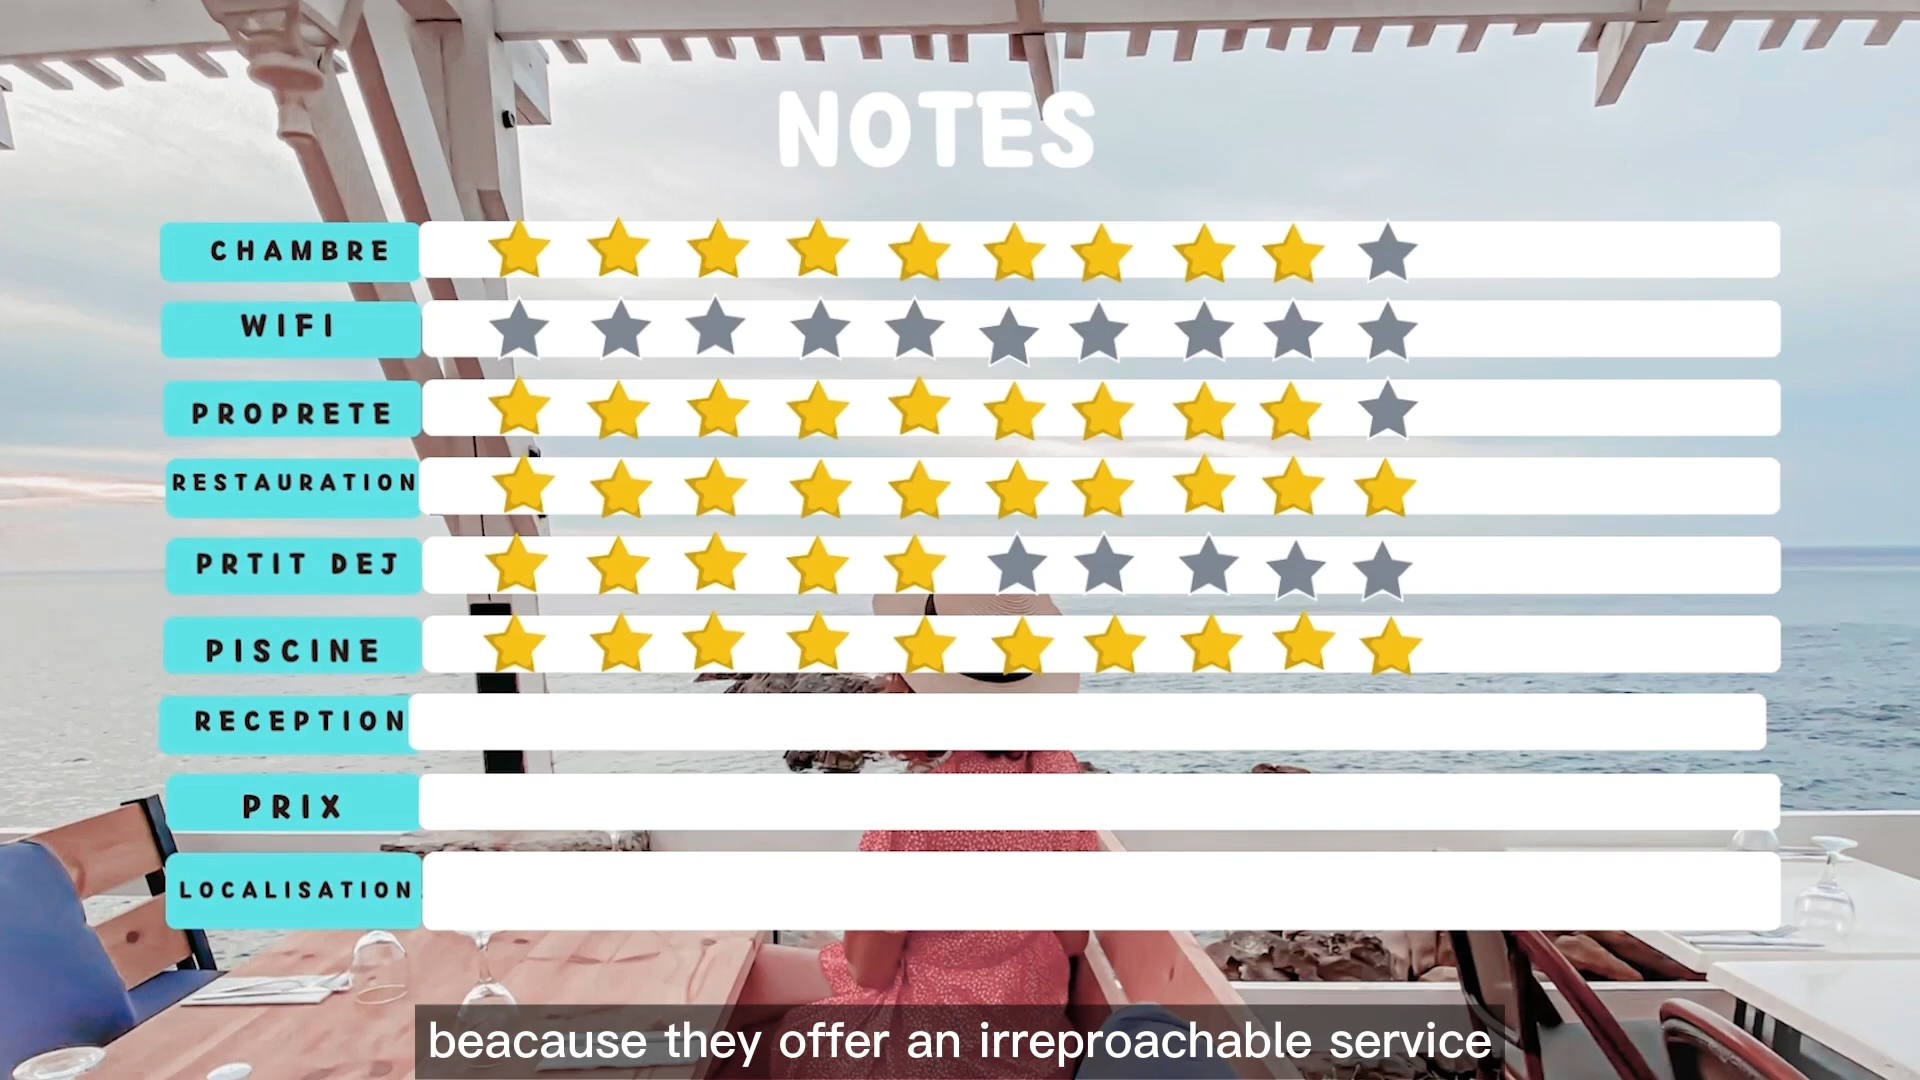 NOTES
CHAMBRE
WIFI
PROPRETE
RESTAURATION
PRTIT DEJ
PISCINE
RECEPTION
PRIX
LOCALISATION
beacause they offer an irreproachable service